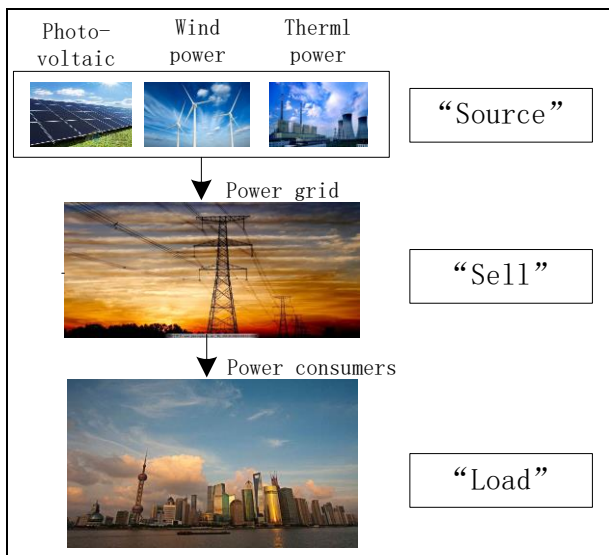 Photo-
voltaic
Wind
power
Therml
power
“Source”
Power grid
“Sell”
Power consumers
“Load”